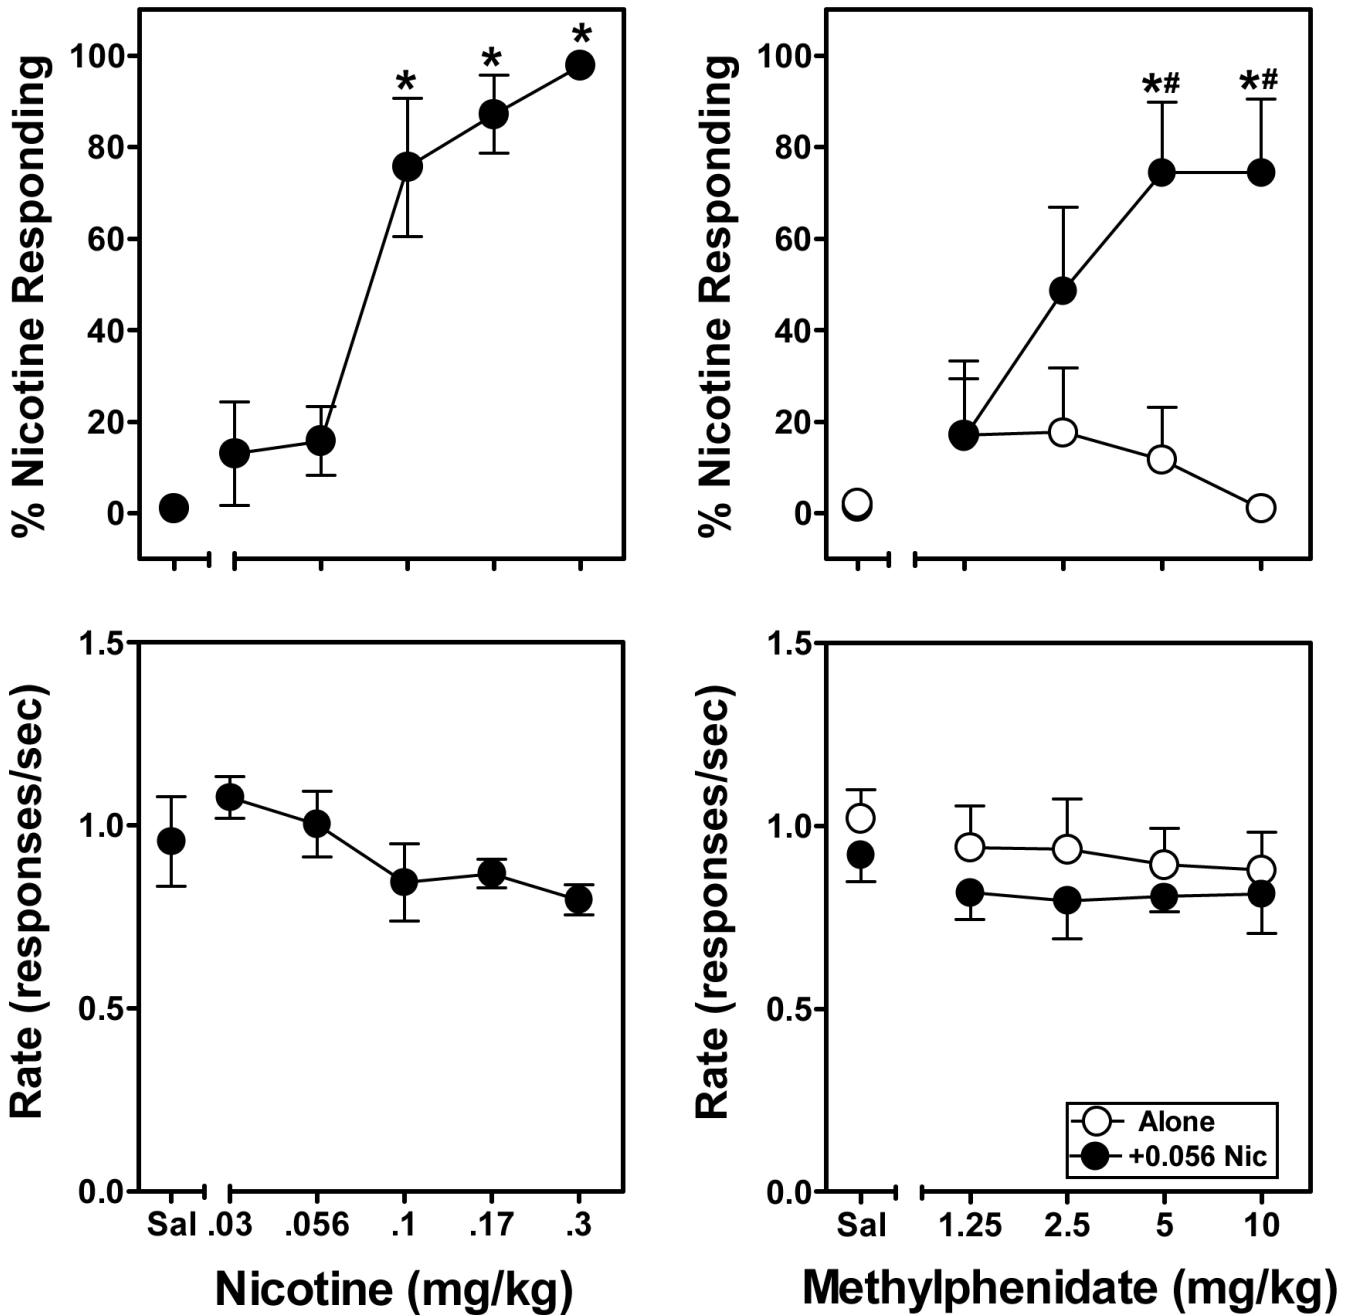 % Nicotine Responding
100
80
60
40
20
0
*
*
*
% Nicotine Responding
100
80
60
40
20
0
*#
*#
Rate (responses/sec)
1.5
1.0
0.5
0.0
Sal .03 .056 .1 .17 .3
Nicotine (mg/kg)
Rate (responses/sec)
1.5
1.0
0.5
0.0
Alone
+0.056 Nic
Sal 1.25 2.5 5 10
Methylphenidate (mg/kg)